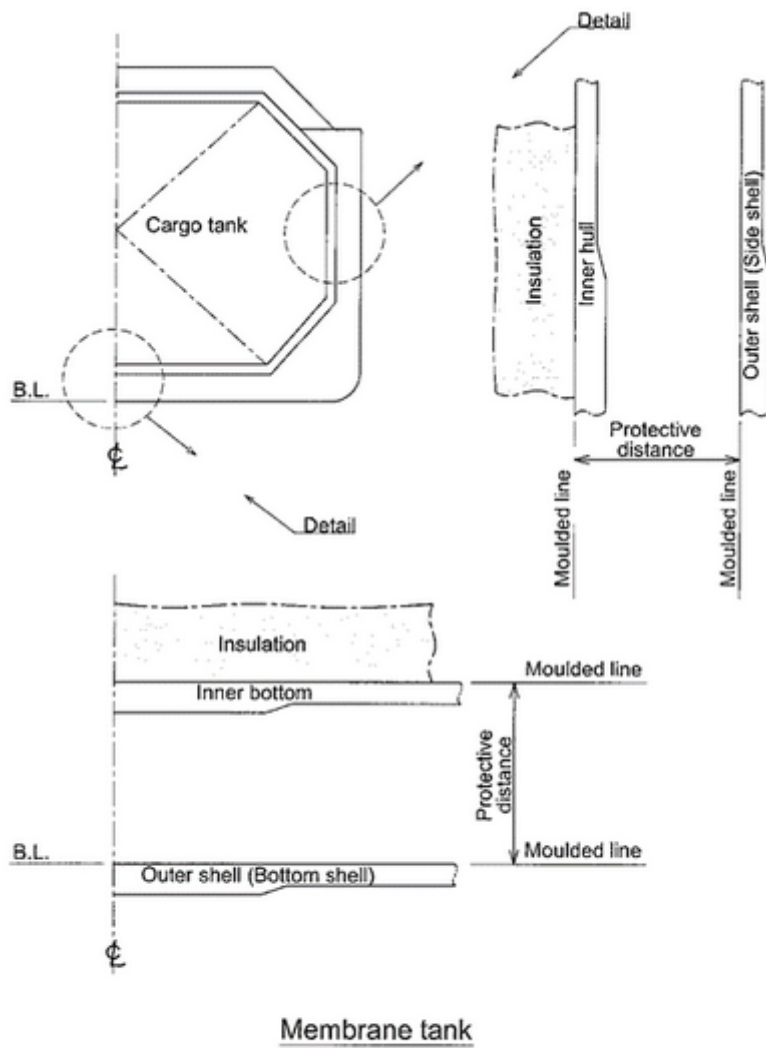 Detail
Cargo tank
B.L.
℄
Insulation
Inner hull
Outer shell (Side shell)
Protective
distance
Moulded line
Moulded line
Detail
Insulation
Inner bottom
Moulded line
Protective
distance
B.L.
Outer shell (Bottom shell)
Moulded line
℄
Membrane tank